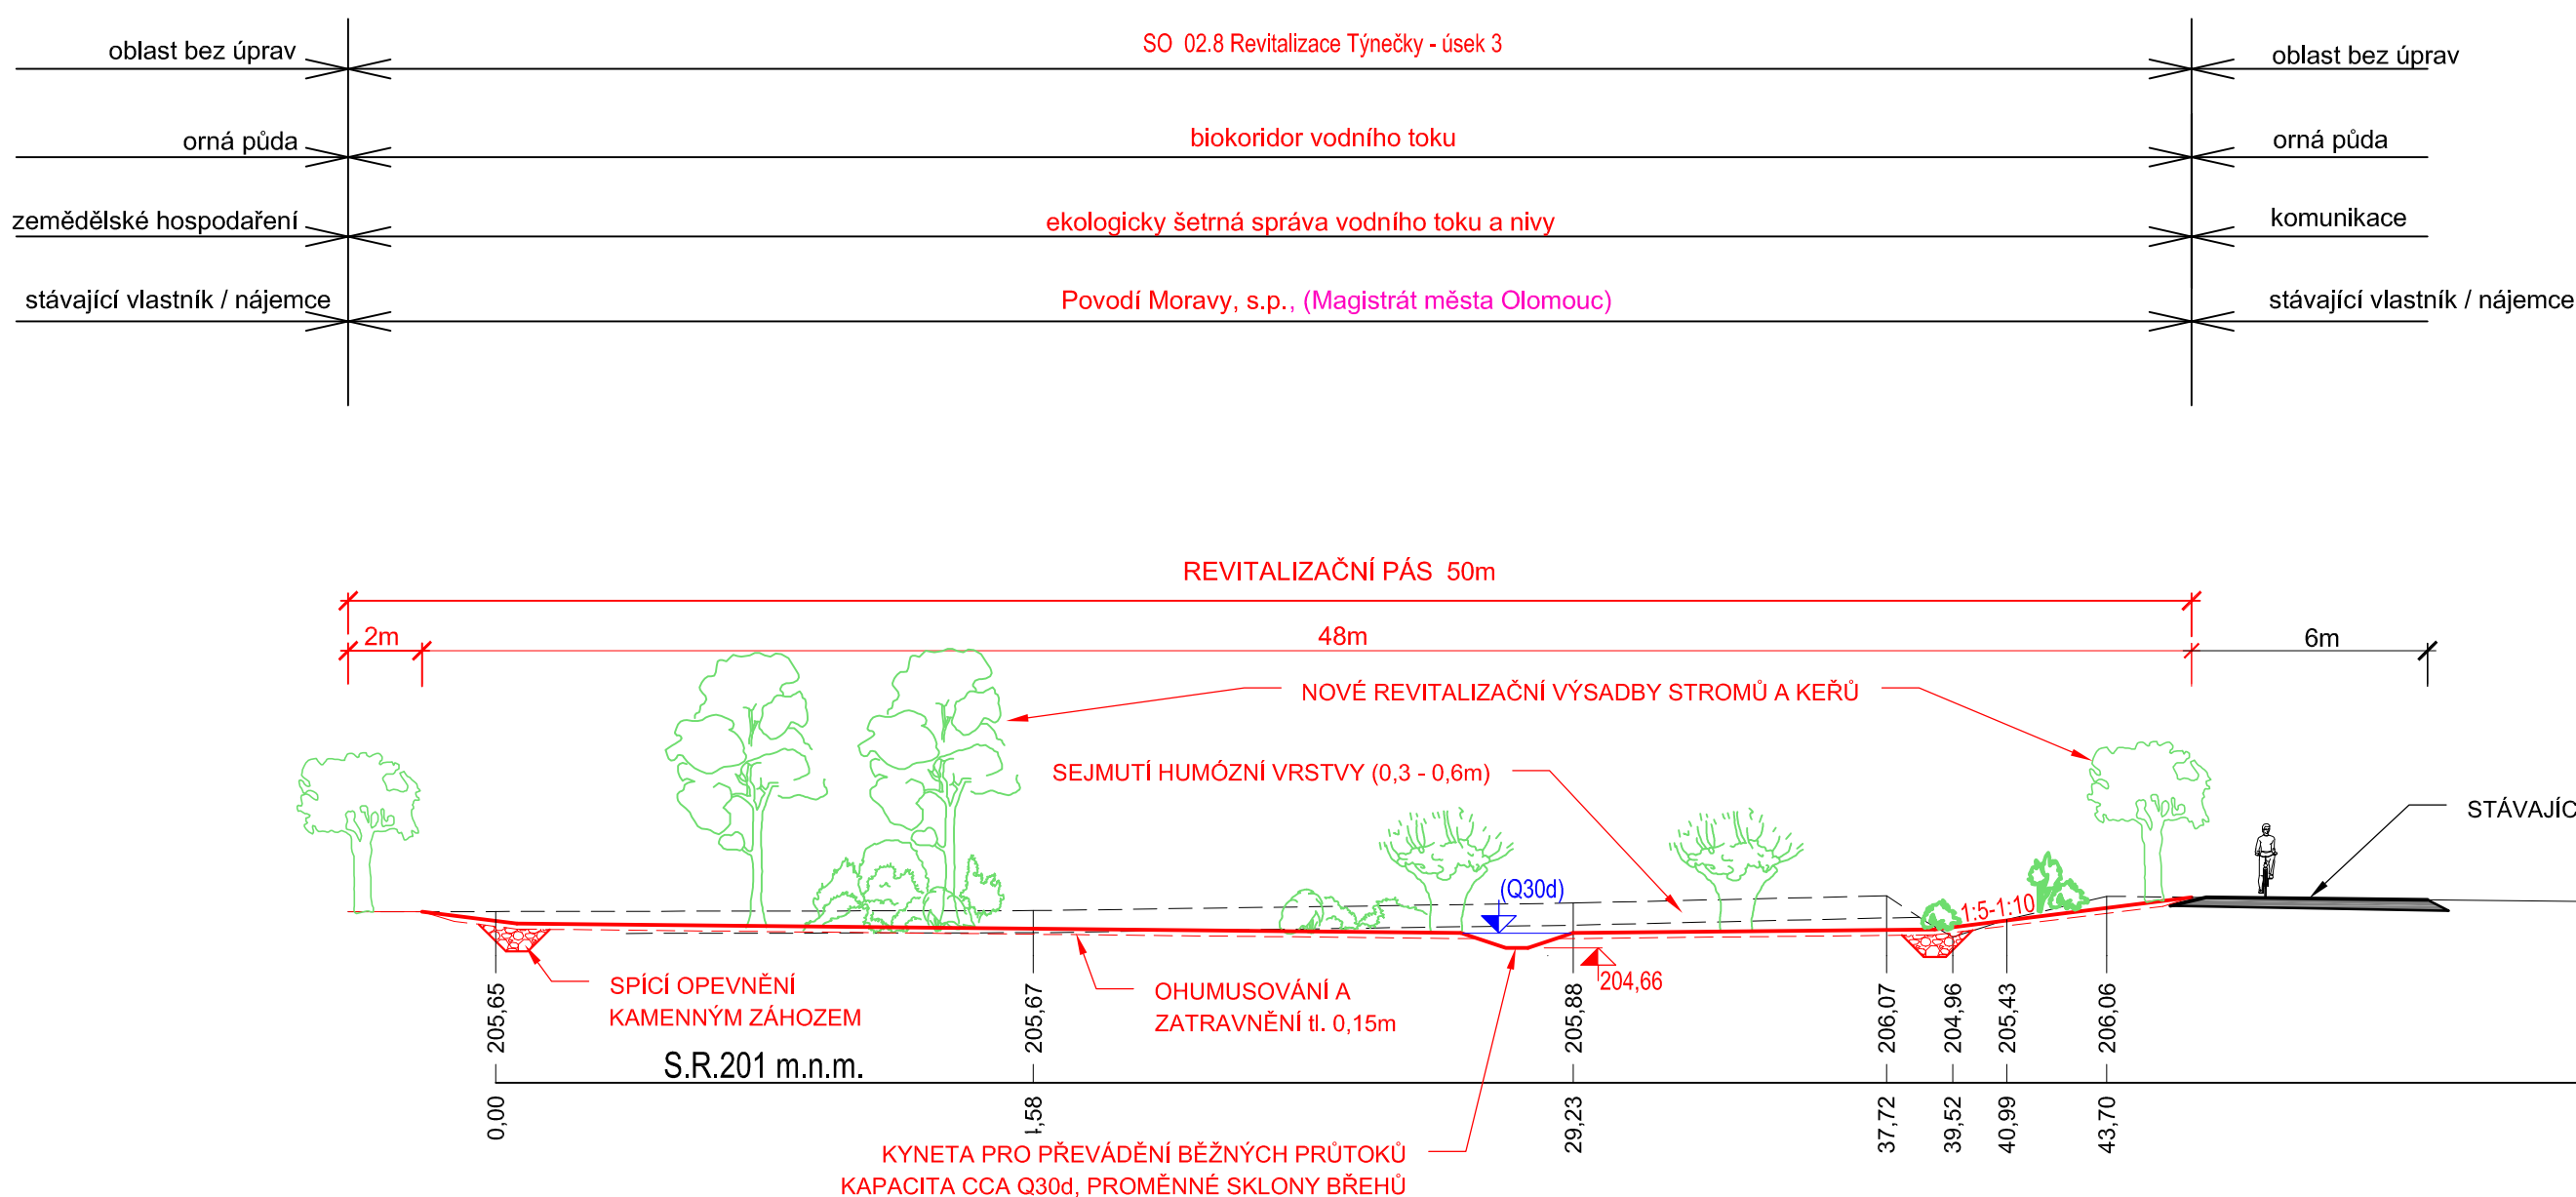 oblast bez úprav
SO 02.8 Revitalizace Týnečky - úsek 3
oblast bez úprav
orná půda
biokoridor vodního toku
orná půda
zemědělské hospodaření
ekologicky šetrná správa vodního toku a nivy
komunikace
stávající vlastník / nájemce
Povodí Moravy, s.p., (Magistrát města Olomouc)
stávající vlastník / nájemce
REVITALIZAČNÍ PÁS 50m
2m
48m
6m
NOVÉ REVITALIZAČNÍ VÝSADBY STROMŮ A KEŘŮ
SEJMUTÍ HUMÓZNÍ VRSTVY (0,3 - 0,6m)
STÁVAJÍC
(Q30d)
1:5-1:10
204,66
SPÍCÍ OPEVNĚNÍ
KAMENNÝM ZÁHOZEM
OHUMUSOVÁNÍ A
ZATRAVNĚNÍ tl. 0,15m
205,65
205,67
205,88
206,07
204,96
205,43
206,06
S.R.201 m.n.m.
0,00
,58
29,23
37,72
39,52
40,99
43,70
KYNETA PRO PŘEVÁDĚNÍ BĚŽNÝCH PRŮTOKŮ
KAPACITA CCA Q30d, PROMĚNNÉ SKLONY BŘEHŮ